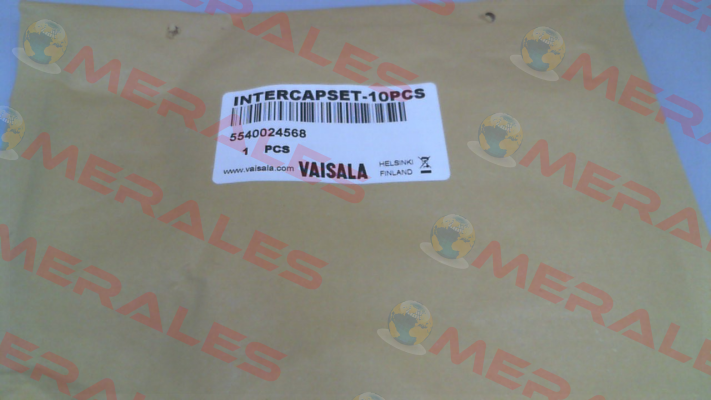 INTERCAPSET-10PCS
5540024568
1 PCS
www.vaisala.com VAISALA HELSINKI
FINLAND
MERALES
MERALES
MERALES
MERALES
MERALES
MERALES